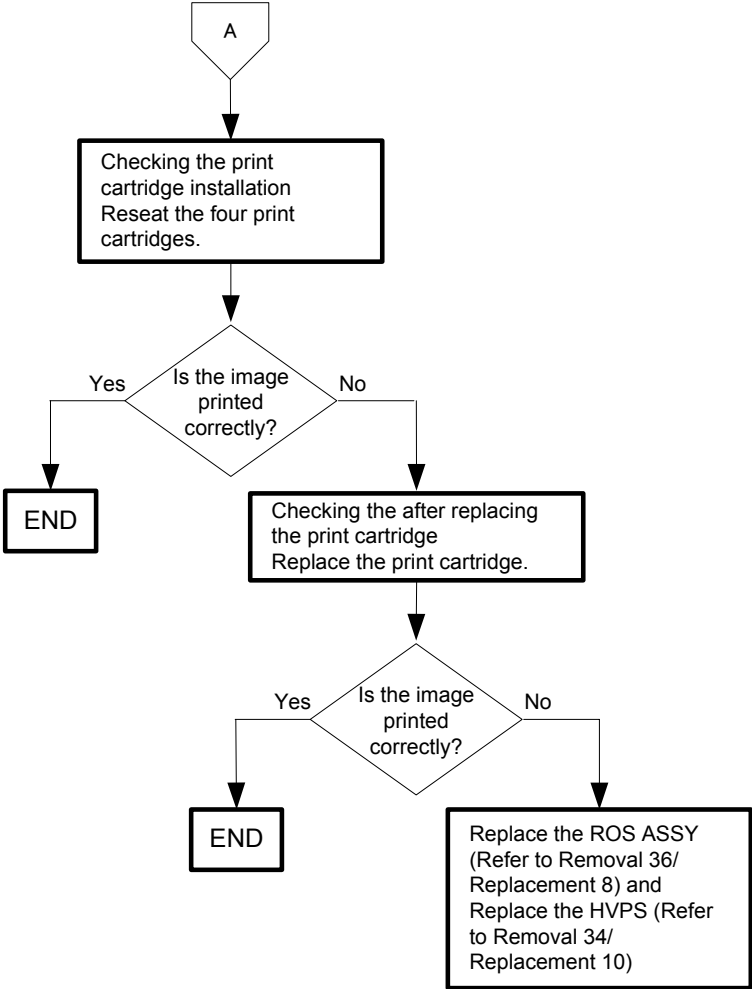 A
Checking the print
cartridge installation
Reseat the four print
cartridges.
Yes
Is the image
printed
correctly?
No
END
Checking the after replacing
the print cartridge
Replace the print cartridge.
Yes
Is the image
printed
correctly?
No
END
Replace the ROS ASSY
(Refer to Removal 36/
Replacement 8) and
Replace the HVPS (Refer
to Removal 34/
Replacement 10)